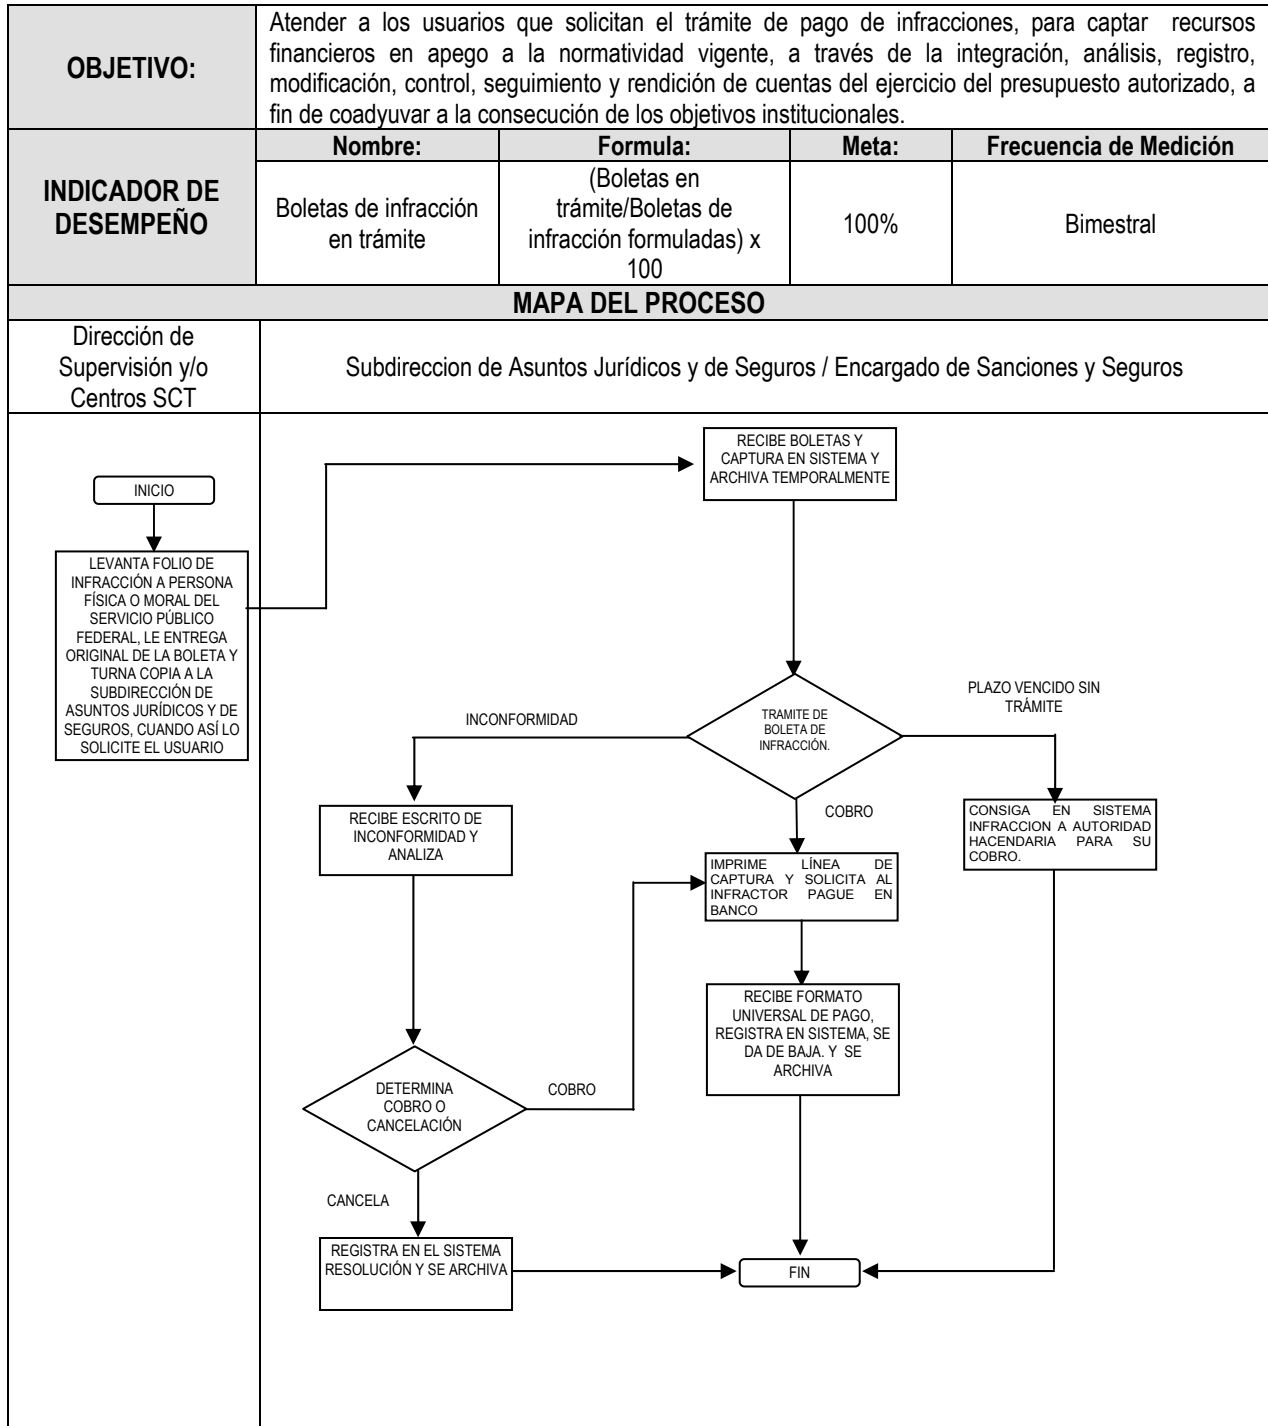 OBJETIVO:
Atender a los usuarios que solicitan el trámite de pago de infracciones, para captar recursos
financieros en apego a la normatividad vigente, a través de la integración, análisis, registro,
modificación, control, seguimiento y rendición de cuentas del ejercicio del presupuesto autorizado, a
fin de coadyuvar a la consecución de los objetivos institucionales.
INDICADOR DE
DESEMPEÑO
Nombre:
Formula:
Meta:
Frecuencia de Medición
Boletas de infracción
en trámite
(Boletas en
trámite/Boletas de
infracción formuladas) x
100
100%
Bimestral
MAPA DEL PROCESO
Dirección de
Supervisión y/o
Centros SCT
Subdireccion de Asuntos Jurídicos y de Seguros / Encargado de Sanciones y Seguros
INICIO
LEVANTA FOLIO DE
INFRACCIÓN A PERSONA
FÍSICA O MORAL DEL
SERVICIO PÚBLICO
FEDERAL, LE ENTREGA
ORIGINAL DE LA BOLETA Y
TURNA COPIA A LA
SUBDIRECCIÓN DE
ASUNTOS JURÍDICOS Y DE
SEGUROS, CUANDO ASÍ LO
SOLICITE EL USUARIO
RECIBE BOLETAS Y
CAPTURA EN SISTEMA Y
ARCHIVA TEMPORALMENTE
TRAMITE DE
BOLETA DE
INFRACCIÓN.
INCONFORMIDAD
PLAZO VENCIDO SIN
TRÁMITE
COBRO
RECIBE ESCRITO DE
INCONFORMIDAD Y
ANALIZA
CONSIGA EN SISTEMA
INFRACCION A AUTORIDAD
HACENDARIA PARA SU
COBRO.
IMPRIME LÍNEA DE
CAPTURA Y SOLICITA AL
INFRACTOR PAGUE EN
BANCO
RECIBE FORMATO
UNIVERSAL DE PAGO,
REGISTRA EN SISTEMA, SE
DA DE BAJA. Y SE
ARCHIVA
DETERMINA
COBRO O
CANCELACIÓN
COBRO
CANCELA
REGISTRA EN EL SISTEMA
RESOLUCIÓN Y SE ARCHIVA
FIN